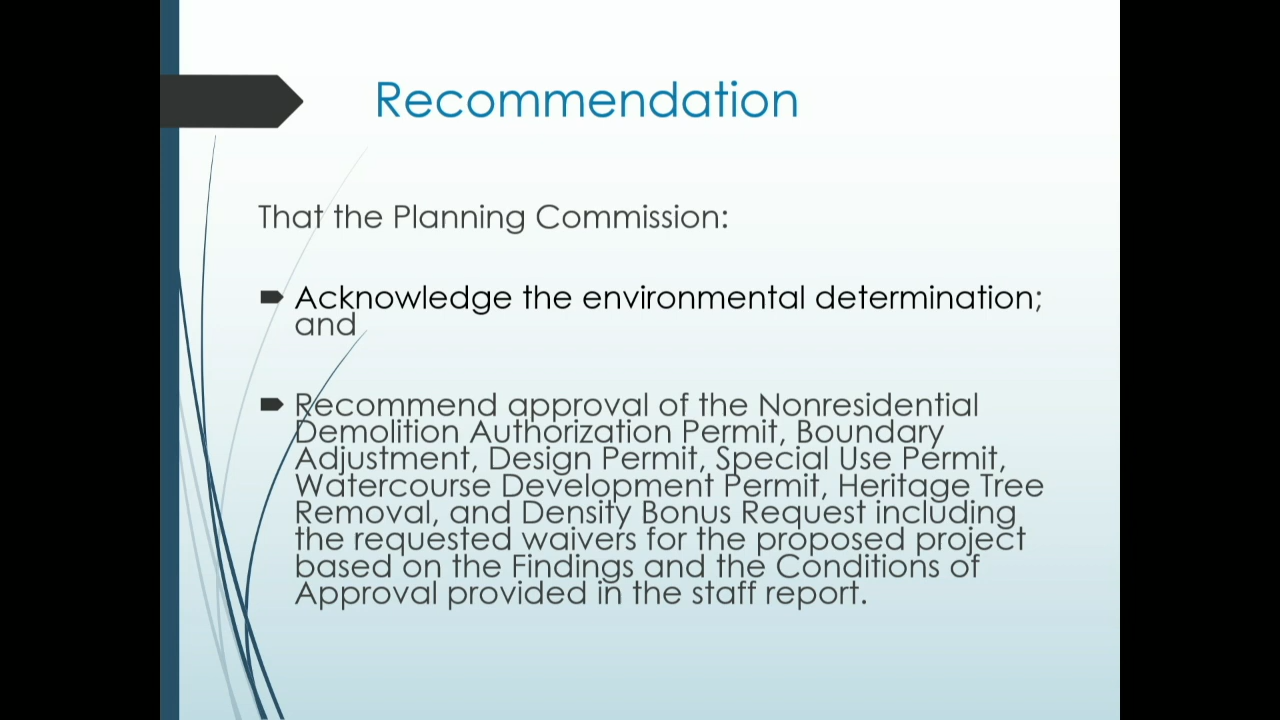 Recommendation
That the Planning Commission:
Acknowledge the environmental determination;
and
Recommend approval of the Nonresidential
Demolition Authorization Permit, Boundary
Adjustment, Design Permit, Special Use Permit,
Watercourse Development Permit, Heritage Tree
Removal, and Density Bonus Request including
the requested waivers for the proposed project
based on the Findings and the Conditions of
Approval provided in the staff report.